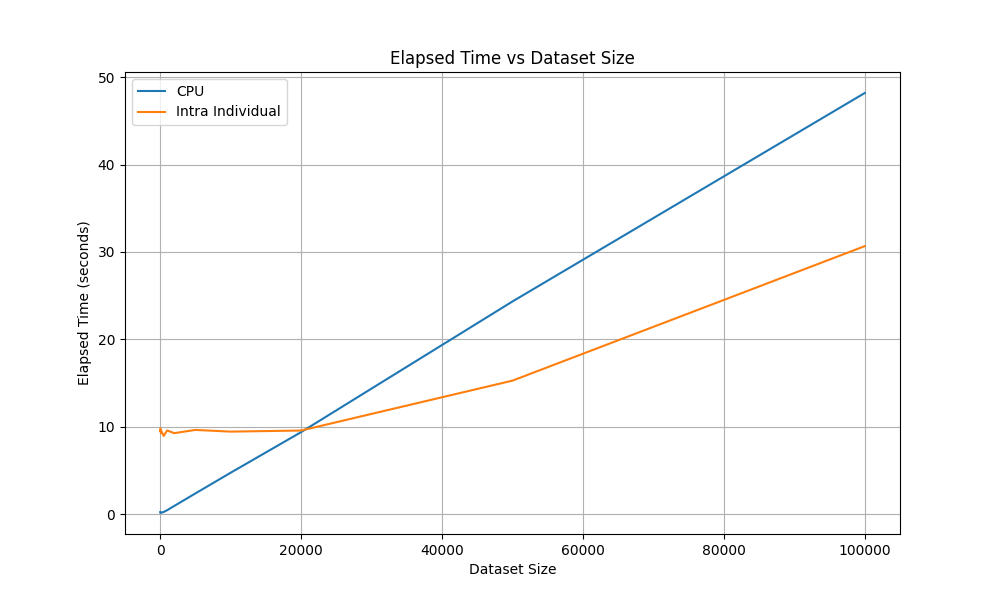 Elapsed Time vs Dataset Size
CPU
Intra Individual
Elapsed Time (seconds)
50
40
30
20
10
0
0 20000 40000 60000 80000 100000
Dataset Size